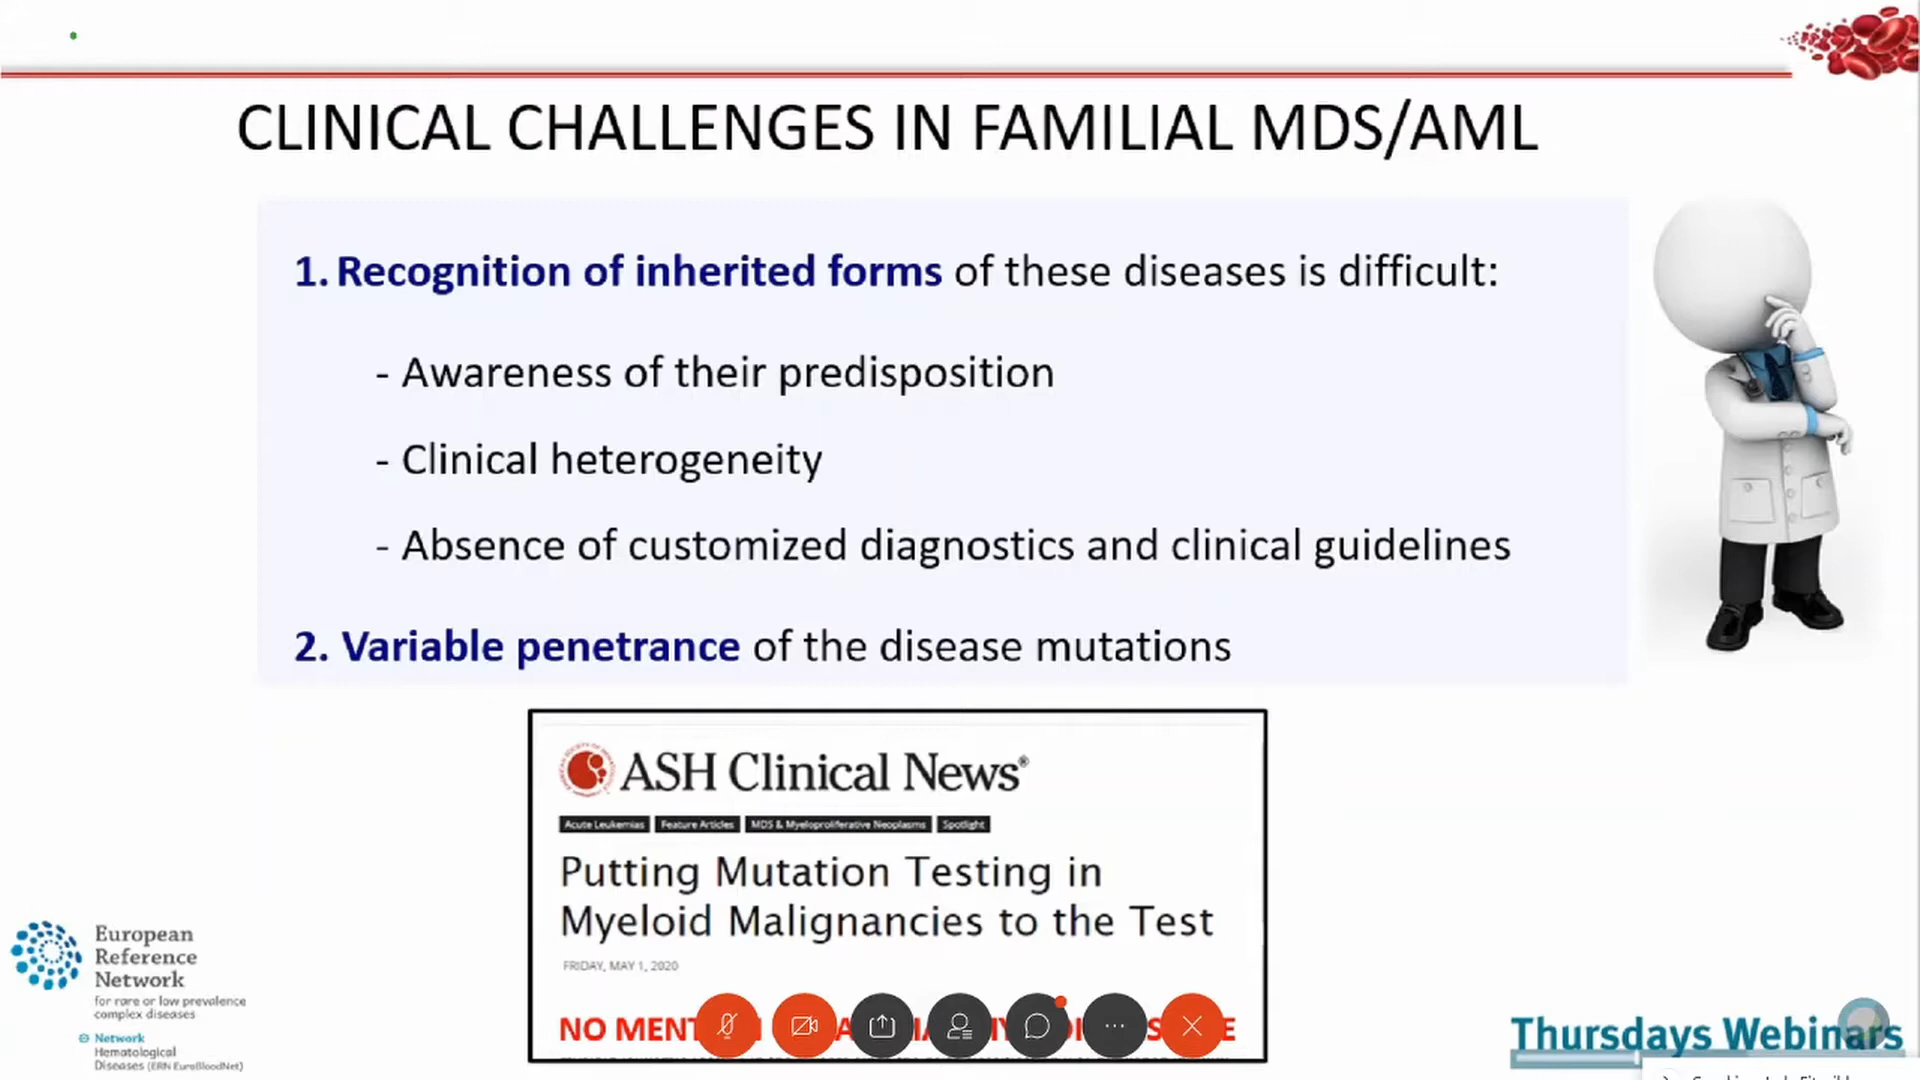 CLINICAL CHALLENGES IN FAMILIAL MDS/AML
1. Recognition of inherited forms of these diseases is difficult:
- Awareness of their predisposition
- Clinical heterogeneity
- Absence of customized diagnostics and clinical guidelines
2. Variable penetrance of the disease mutations
ASH Clinical News®
Acute Leukemias Feature Articles MDS & Myeloproliferative Neoplasms Spotlight
Putting Mutation Testing in
Myeloid Malignancies to the Test
FRIDAY, MAY 1, 2020
NO
European
Reference
Network
for rare or low prevalence
complex diseases
Network
Hematological
Diseases (ERN EuroBloodNet)
Thursdays Webinars